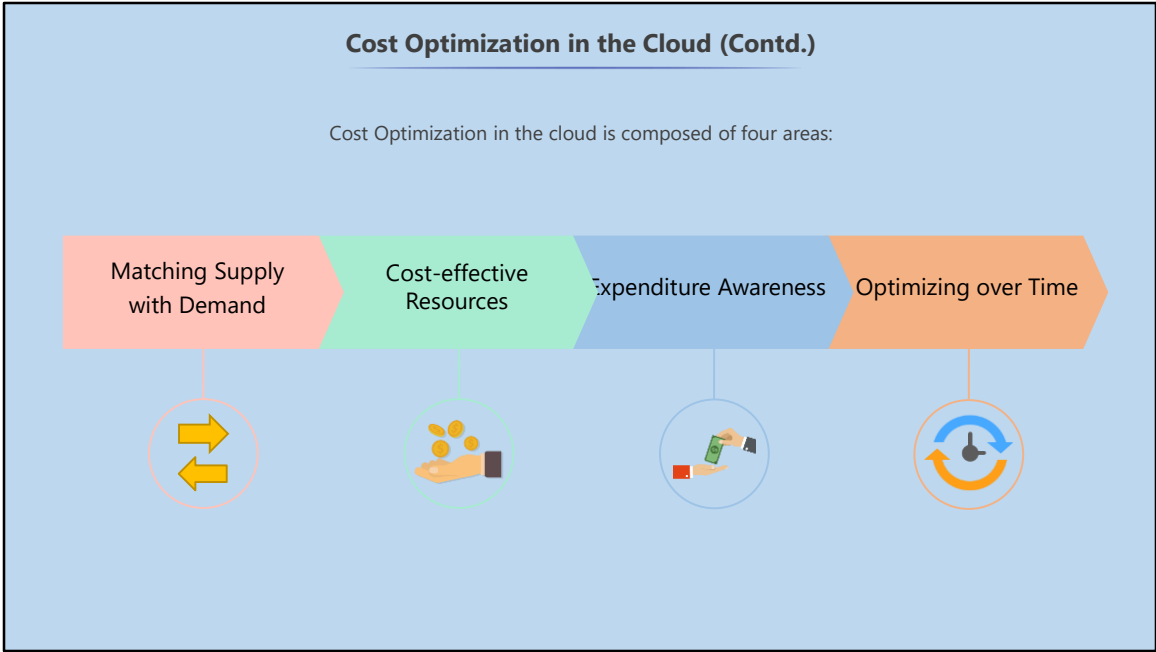 Cost Optimization in the Cloud (Contd.)
Cost Optimization in the cloud is composed of four areas:
Matching Supply
with Demand
Cost-effective
Resources
Expenditure Awareness
Optimizing over Time